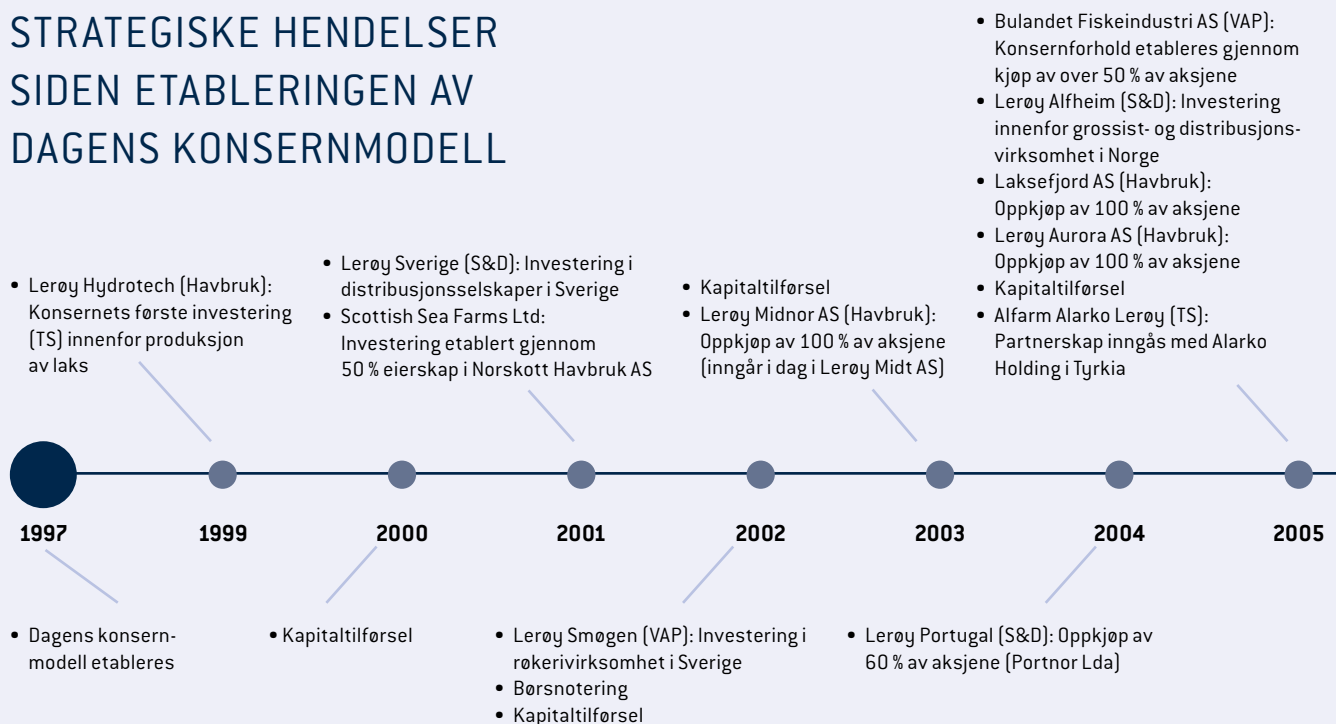 STRATEGISKE HENDELSER
SIDEN ETABLERINGEN AV
DAGENS KONSERNMODELL
• Lerøy Hydrotech (Havbruk):
Konsernets første investering
(TS) innenfor produksjon
av laks
• Lerøy Sverige (S&D): Investering i
distribusjonsselskaper i Sverige
• Scottish Sea Farms Ltd:
Investering etablert gjennom
50 % eierskap i Norskott Havbruk AS
• Kapitaltilførsel
• Lerøy Midnor AS (Havbruk):
Oppkjøp av 100 % av aksjene
(inngår i dag i Lerøy Midt AS)
• Bulandet Fiskeindustri AS (VAP):
Konsernforhold etableres gjennom
kjøp av over 50 % av aksjene
• Lerøy Alfheim (S&D): Investering
innenfor grossist- og distribusjons-
virksomhet i Norge
• Laksefjord AS (Havbruk):
Oppkjøp av 100 % av aksjene
• Lerøy Aurora AS (Havbruk):
Oppkjøp av 100 % av aksjene
• Kapitaltilførsel
• Alfarm Alarko Lerøy (TS):
Partnerskap inngås med Alarko
Holding i Tyrkia
1997 1999 2000 2001 2002 2003 2004 2005
• Dagens konsern-
modell etableres
• Kapitaltilførsel
• Lerøy Smøgen (VAP): Investering i
røkerivirksomhet i Sverige
• Børsnotering
• Kapitaltilførsel
• Lerøy Portugal (S&D): Oppkjøp av
60 % av aksjene (Portnor Lda)